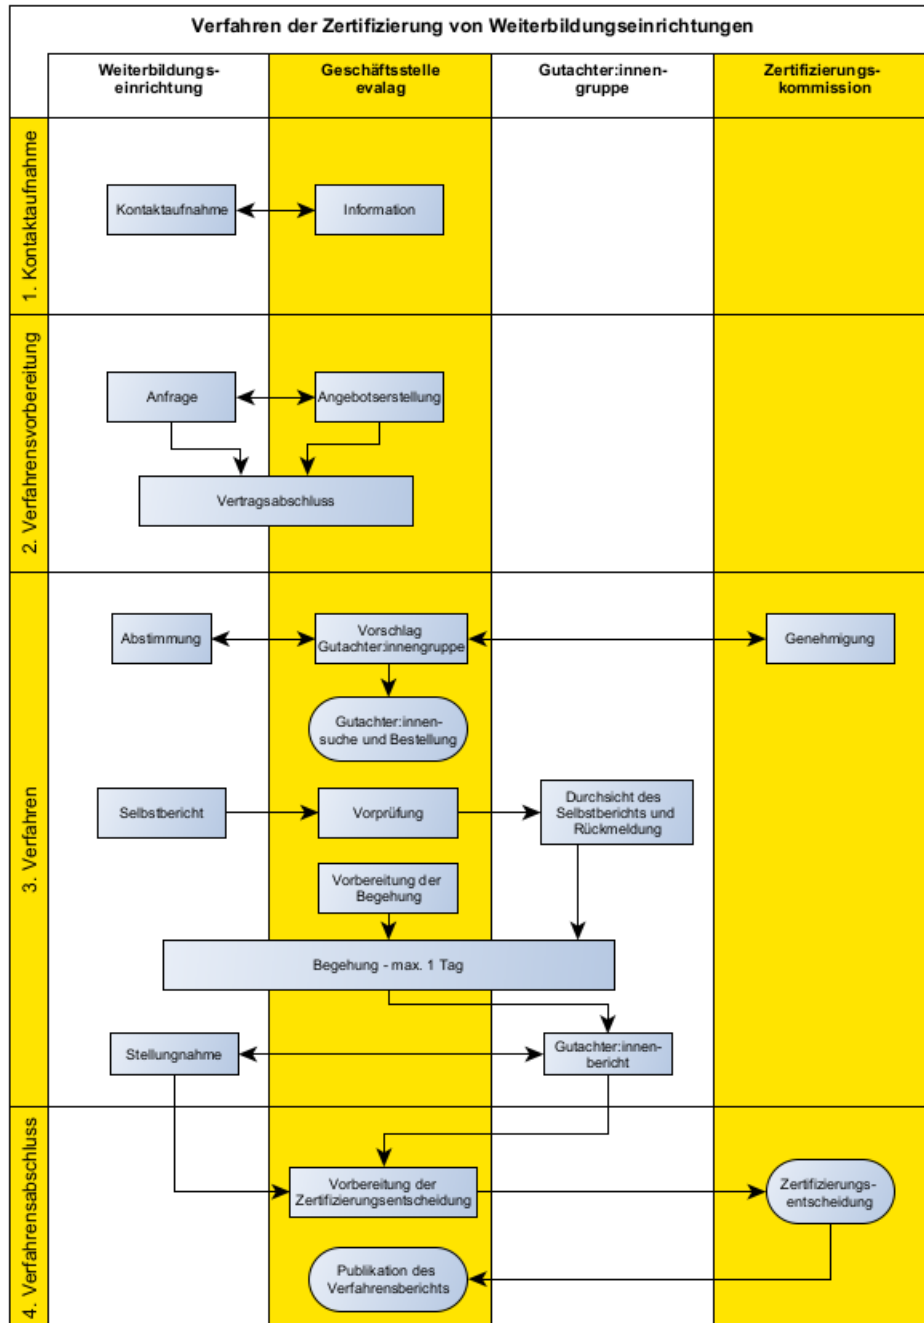 Verfahren der Zertifizierung von Weiterbildungseinrichtungen
Weiterbildungs-
einrichtung
Geschäftsstelle
evalag
Gutachter:innen-
gruppe
Zertifizierungs-
kommission
1. Kontaktaufnahme
Kontaktaufnahme
Information
2. Verfahrensvorbereitung
Anfrage
Angebotserstellung
Vertragsabschluss
3. Verfahren
Abstimmung
Vorschlag
Gutachter:innengruppe
Genehmigung
Gutachter:innen-
suche und Bestellung
Selbstbericht
Vorprüfung
Durchsicht des
Selbstberichts und
Rückmeldung
Vorbereitung der
Begehung
Begehung - max. 1 Tag
Stellungnahme
Gutachter:innen-
bericht
4. Verfahrensabschluss
Vorbereitung der
Zertifizierungsentscheidung
Zertifizierungs-
entscheidung
Publikation des
Verfahrensberichts